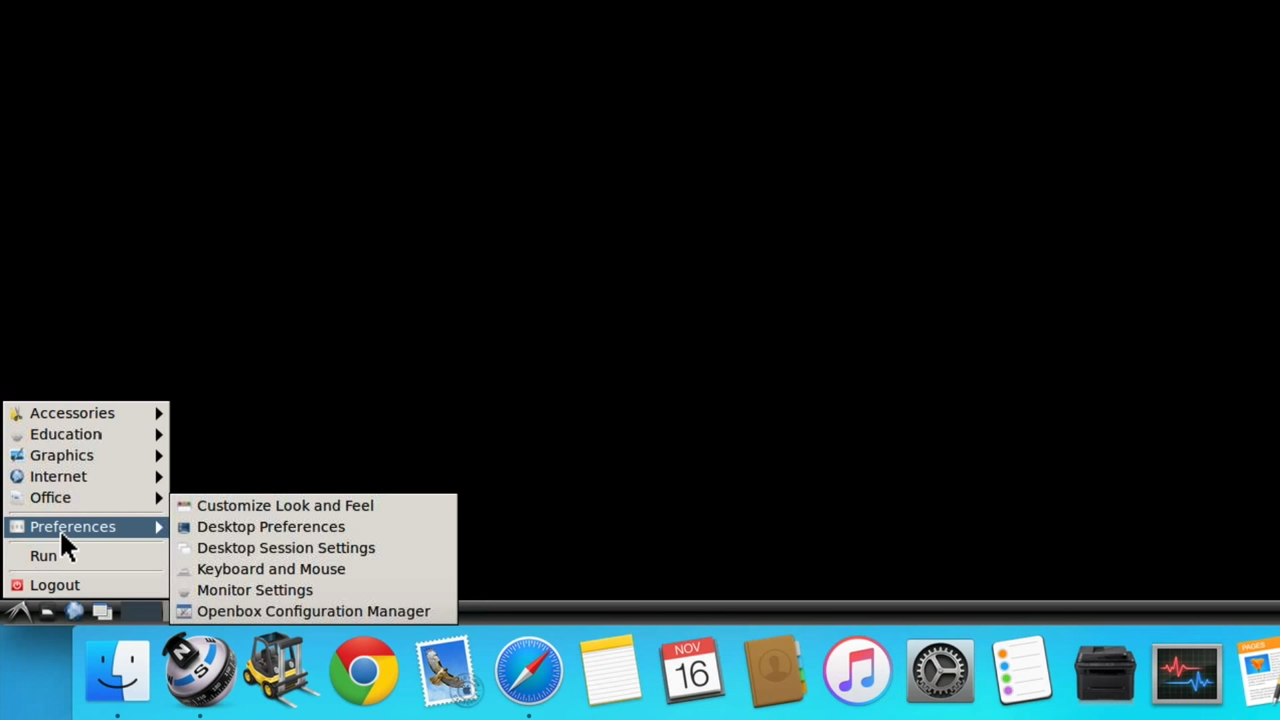 Accessories
Education
Graphics
Internet
Office
Preferences
Run
Logout
Customize Look and Feel
Desktop Preferences
Desktop Session Settings
Keyboard and Mouse
Monitor Settings
Openbox Configuration Manager
N
S
NOV
16
PAGES